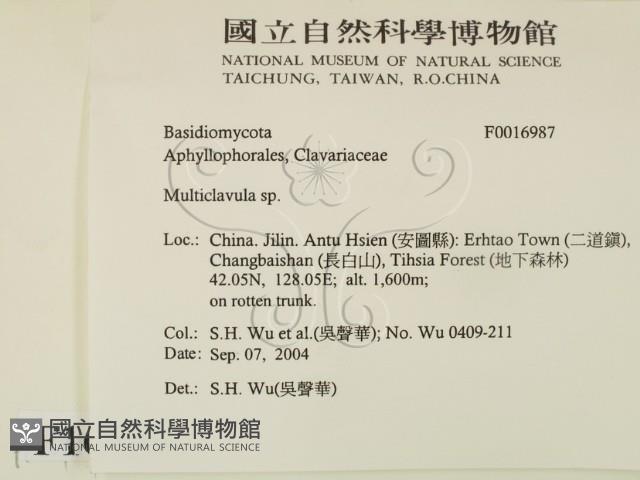 國立自然科學博物館
NATIONAL MUSEUM OF NATURAL SCIENCE
TAICHUNG, TAIWAN, R.O.CHINA
Basidiomycota F0016987
Aphyllophorales, Clavariaceae
Multiclavula sp.
Loc.: China. Jilin. Antu Hsien (安圖縣): Erhtao Town (二道鎭),
Changbaishan (長白山), Tihsia Forest (地下森林)
42.05N, 128.05E; alt. 1,600m;
on rotten trunk.
Col.: S.H. Wu et al.(吳聲華); No. Wu 0409-211
Date: Sep. 07, 2004
Det.: S.H. Wu(吳聲華)
國立自然科學博物館
NATIONAL MUSEUM OF NATURAL SCIENCE